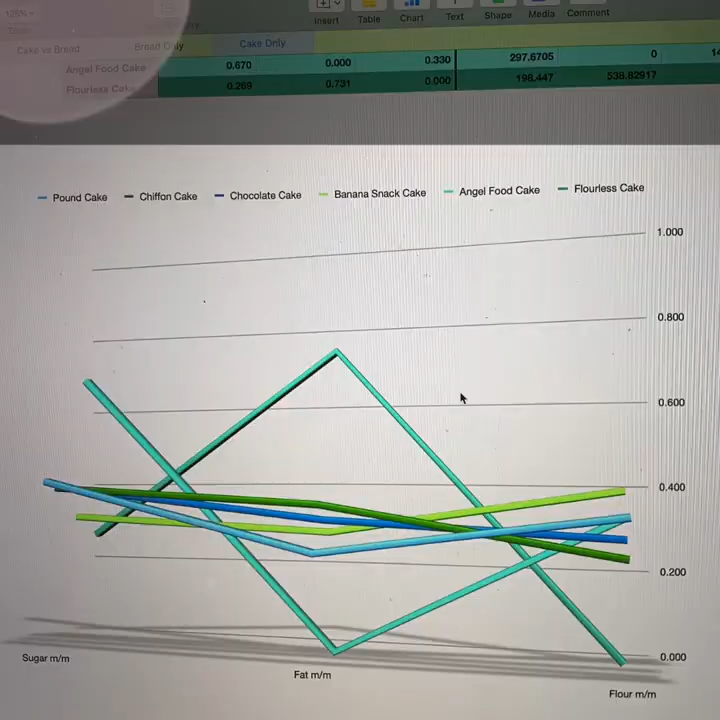 125%
Zoom
Insert Table Chart Text Shape Media Comment
Cake vs Bread Bread Only Cake Only
Angel Food Cake 0.670 0.000 0.330 297.6705 0
Flourless Cake 0.269 0.731 0.000 198.447 538.82917
Pound Cake Chiffon Cake Chocolate Cake Banana Snack Cake Angel Food Cake Flourless Cake
1.000
0.800
0.600
0.400
0.200
0.000
Sugar m/m
Fat m/m
Flour m/m